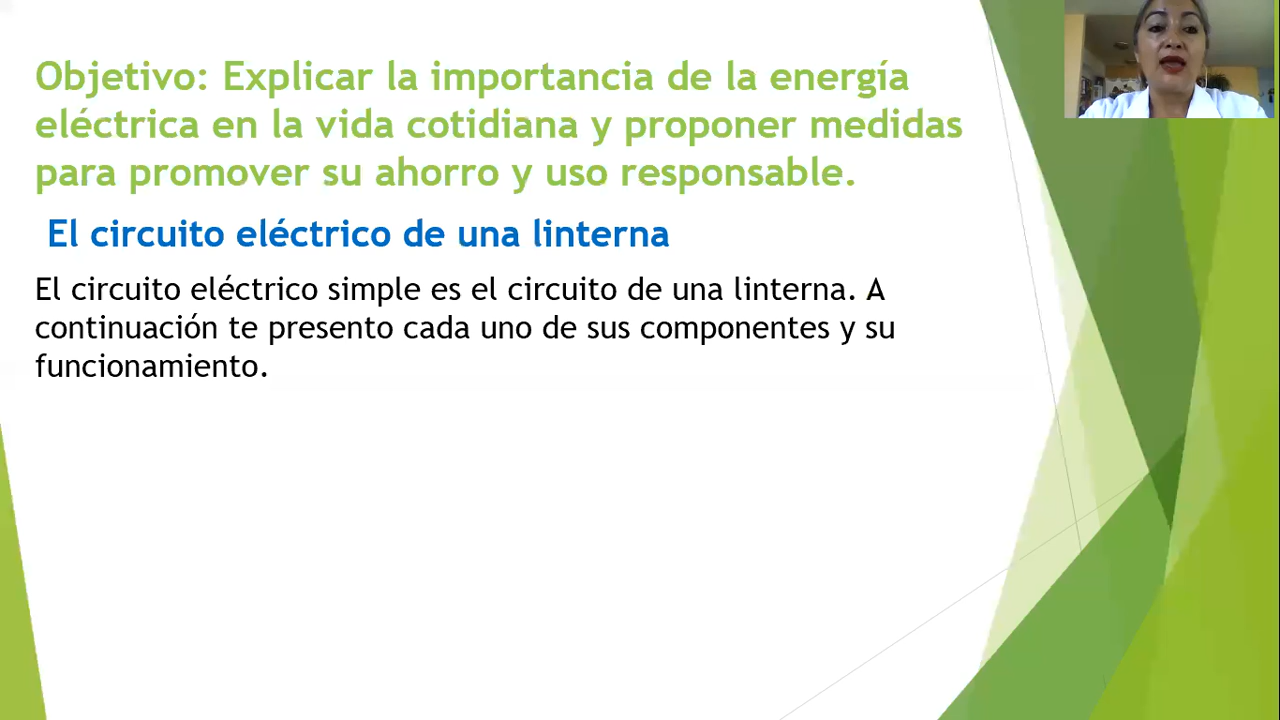 Objetivo: Explicar la importancia de la energía
eléctrica en la vida cotidiana y proponer medidas
para promover su ahorro y uso responsable.
El circuito eléctrico de una linterna
El circuito eléctrico simple es el circuito de una linterna. A
continuación te presento cada uno de sus componentes y su
funcionamiento.